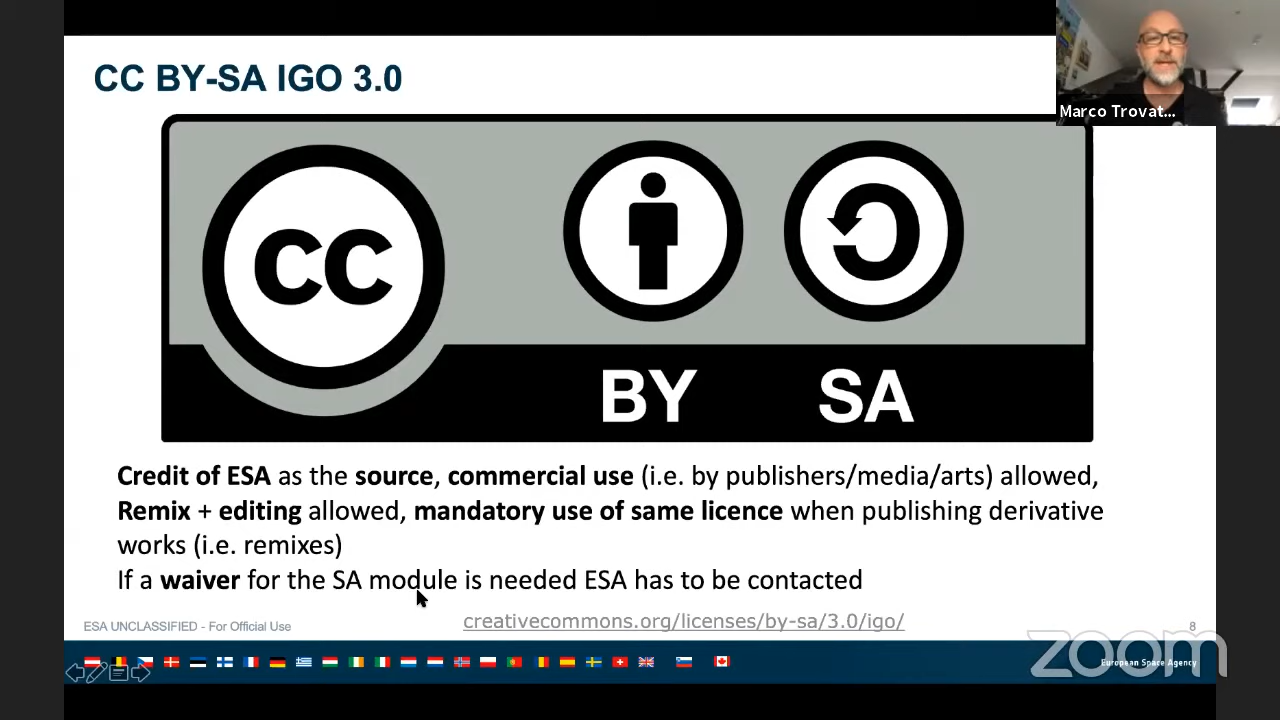 CC BY-SA IGO 3.0
Marco Trovat...
cc
BY SA
Credit of ESA as the source, commercial use (i.e. by publishers/media/arts) allowed,
Remix + editing allowed, mandatory use of same licence when publishing derivative
works (i.e. remixes)
If a waiver for the SA module is needed ESA has to be contacted
creativecommons.org/licenses/by-sa/3.0/igo/
ESA UNCLASSIFIED - For Official Use
8
zoom
European Space Agency